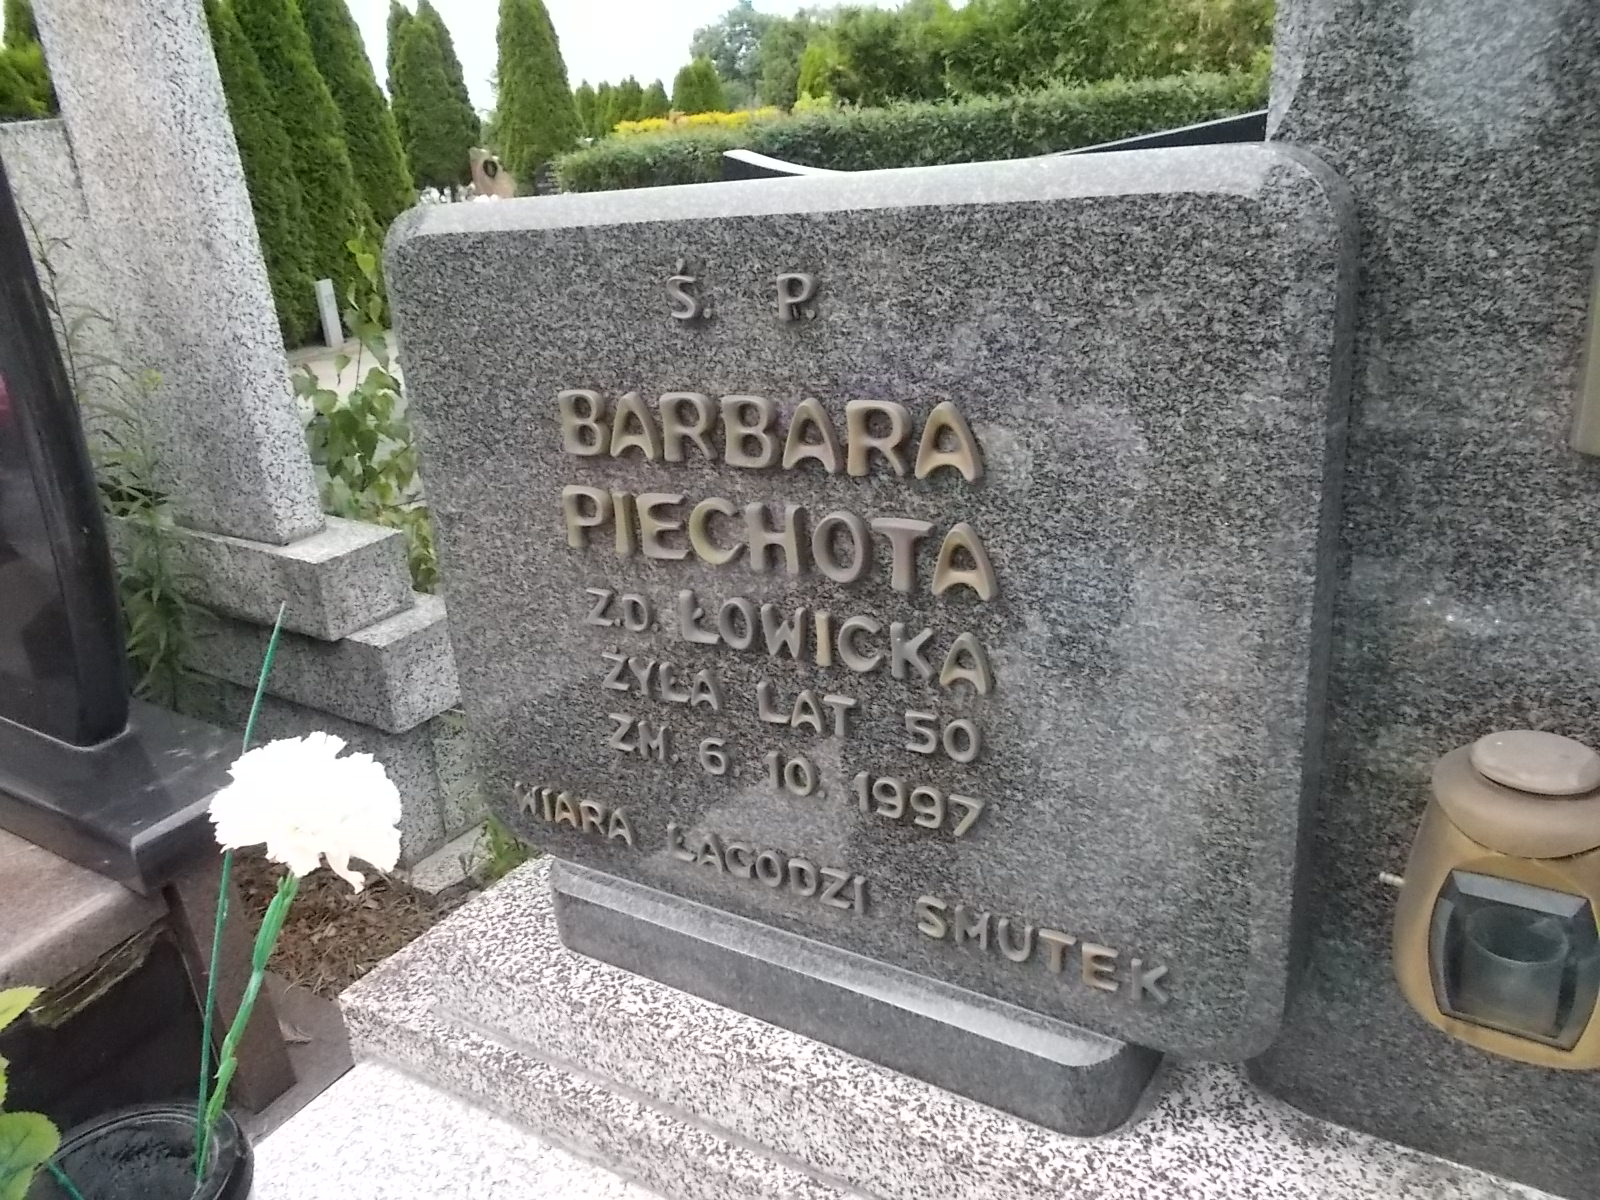 Ś. P.
BARBARA
PIECHOTA
Z.D. ŁOWICKA
ŻYŁA LAT 50
ZM. 6. 10. 1997
WIARA ŁAGODZI SMUTEK